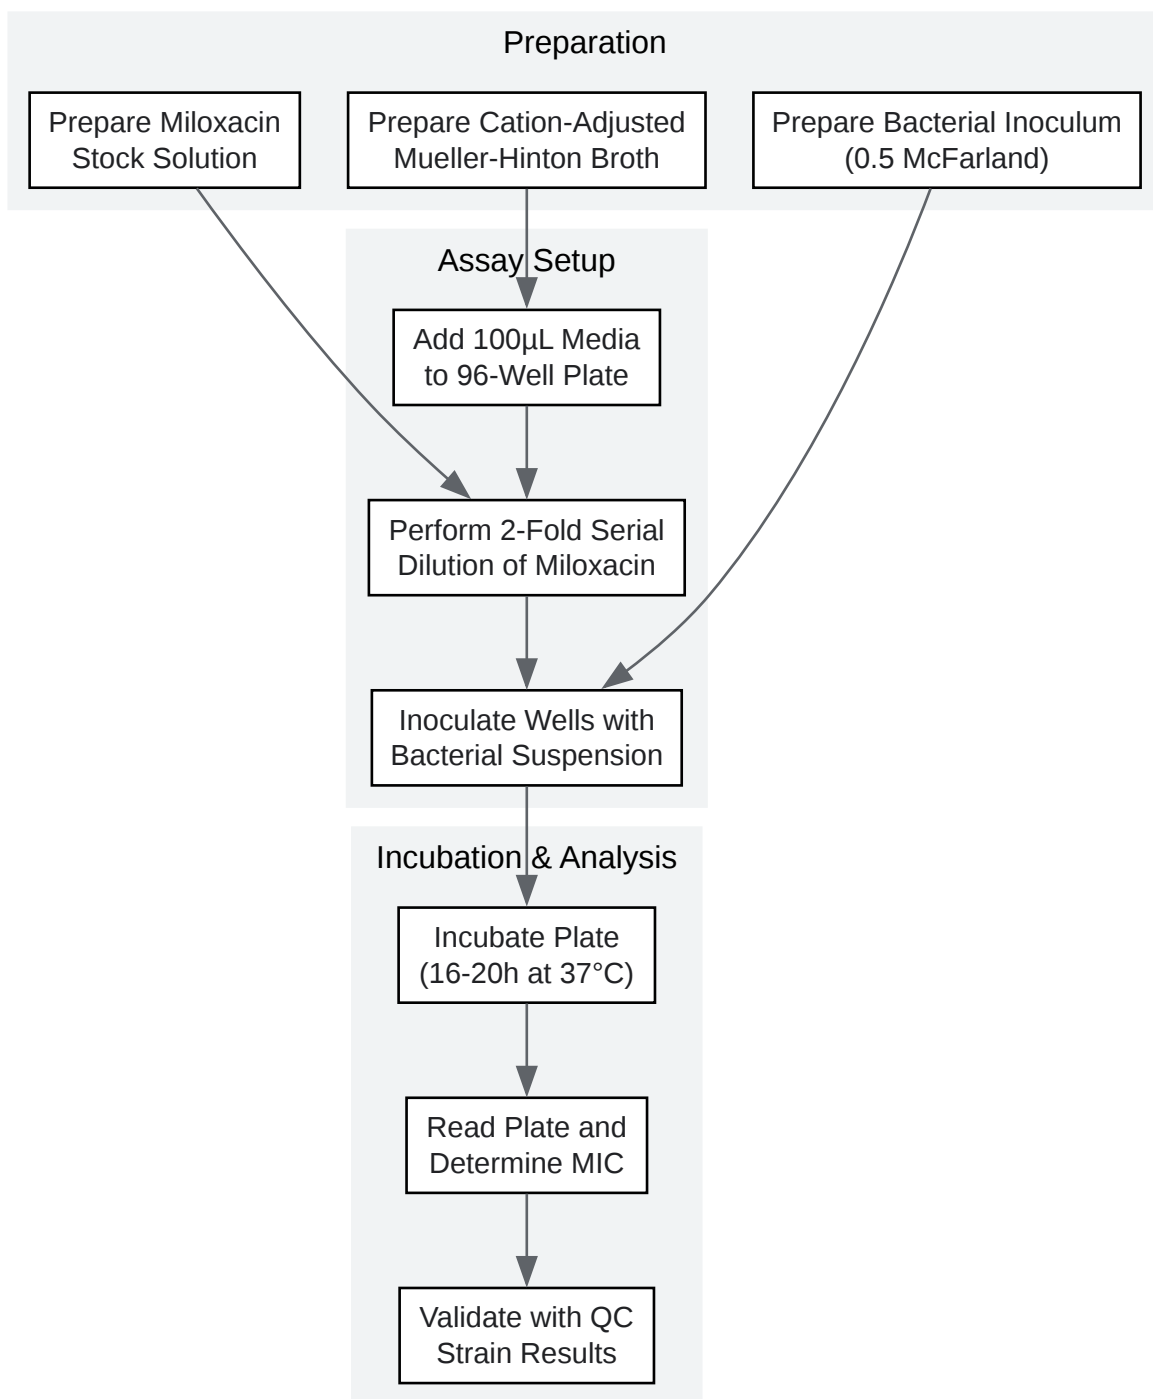 Preparation
Prepare Miloxacin
Stock Solution
Prepare Cation-Adjusted
Mueller-Hinton Broth
Prepare Bacterial Inoculum
(0.5 McFarland)
Assay Setup
Add 100µL Media
to 96-Well Plate
Perform 2-Fold Serial
Dilution of Miloxacin
Inoculate Wells with
Bacterial Suspension
Incubation & Analysis
Incubate Plate
(16-20h at 37°C)
Read Plate and
Determine MIC
Validate with QC
Strain Results